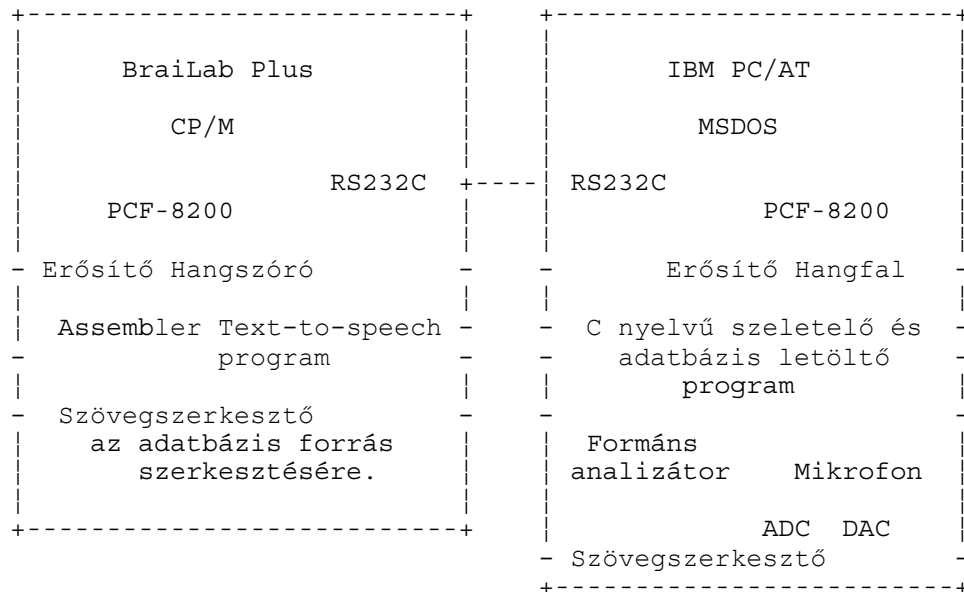 BraiLab Plus
CP/M
RS232C
PCF-8200
Erősítő Hangszóró
Assembler Text-to-speech
program
Szövegszerkesztő
az adatbázis forrás
szerkesztésére.
IBM PC/AT
MSDOS
RS232C
PCF-8200
Erősítő Hangfal
C nyelvű szeletelő és
adatbázis letöltő
program
Formáns
analizátor Mikrofon
ADC DAC
Szövegszerkesztő